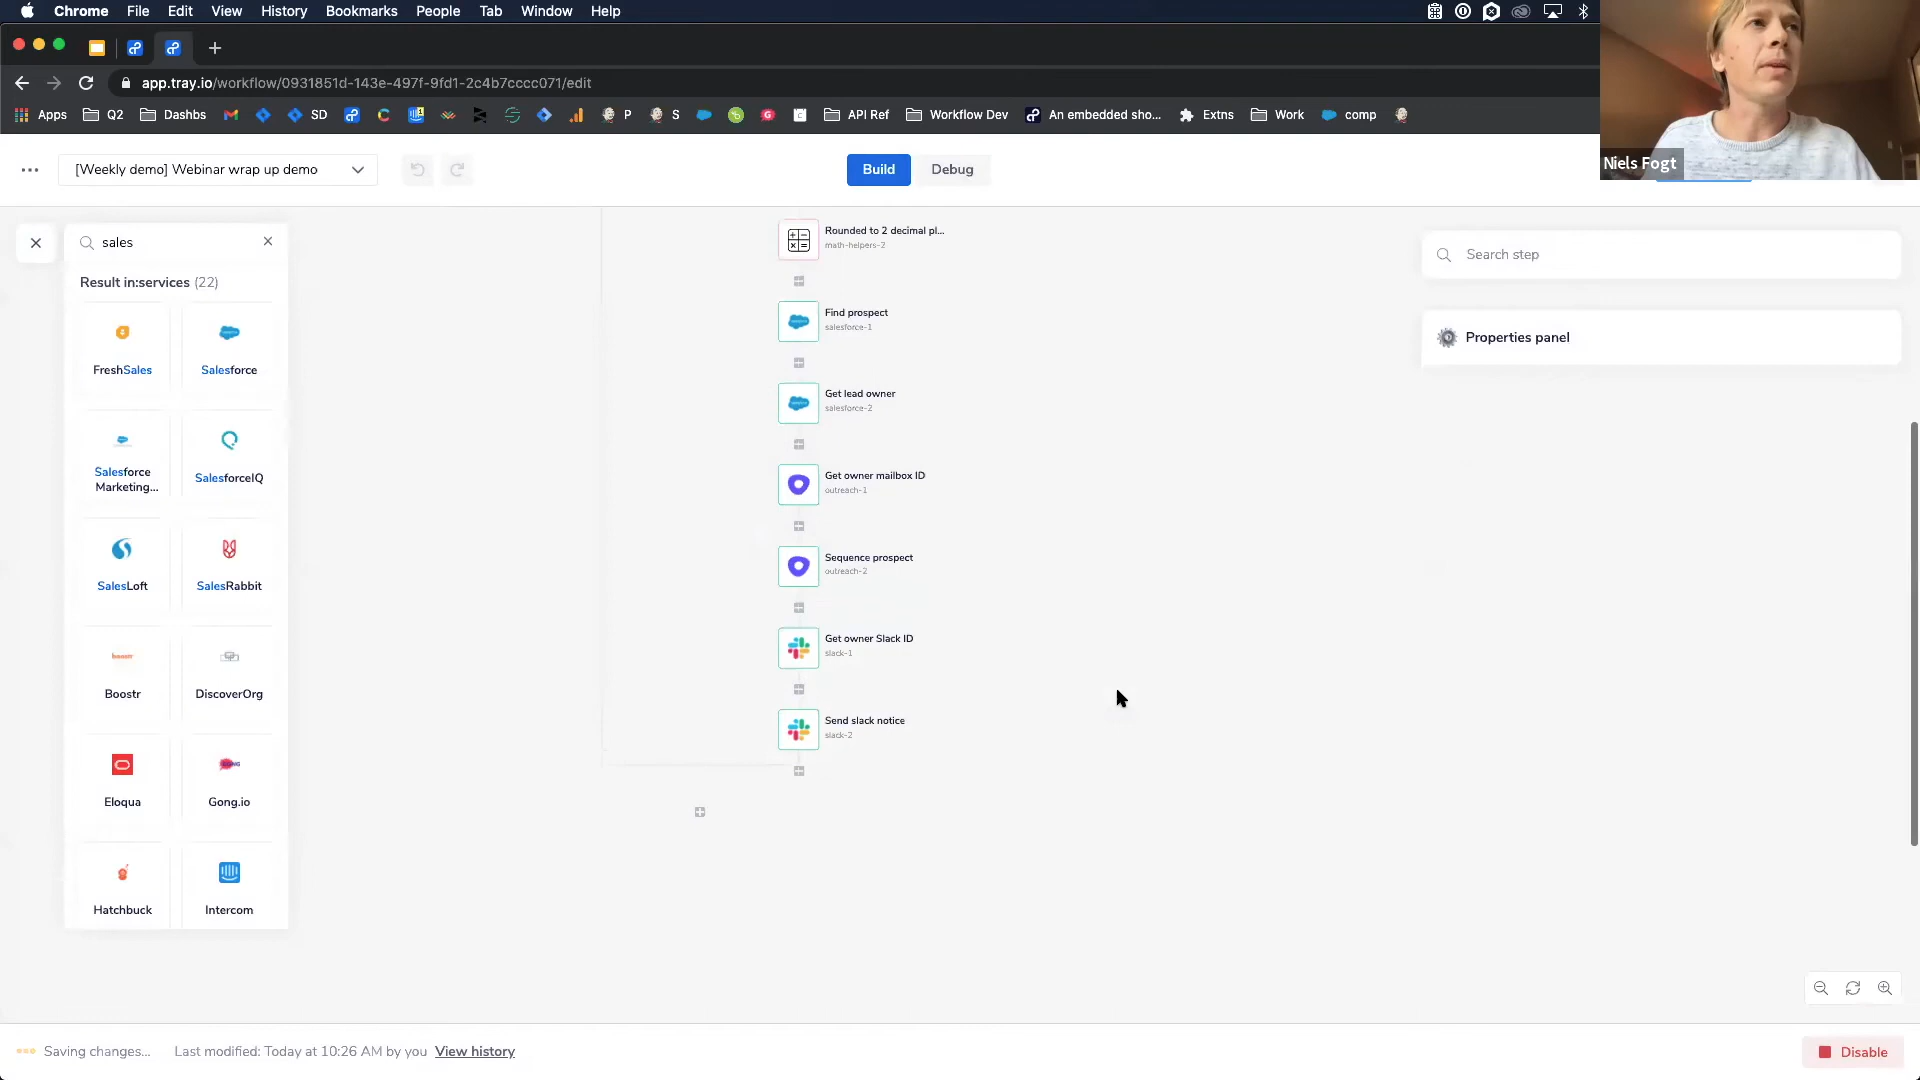 Chrome File Edit View History Bookmarks People Tab Window Help
app.tray.io/workflow/0931851d-143e-497f-9fd1-2c4b7cccc071/edit
Apps Q2 Dashbs SD P S API Ref Workflow Dev An embedded sho... Extns Work comp
Niels Fogt
[Weekly demo] Webinar wrap up demo
Build Debug
sales
Result in:services (22)
FreshSales Salesforce
Salesforce
Marketing...
SalesforceIQ
SalesLoft SalesRabbit
boostr
Boostr DiscoverOrg
GONG
Eloqua Gong.io
Hatchbuck Intercom
Rounded to 2 decimal pl...
math-helpers-2
Find prospect
salesforce-1
Get lead owner
salesforce-2
Get owner mailbox ID
outreach-1
Sequence prospect
outreach-2
Get owner Slack ID
slack-1
Send slack notice
slack-2
Search step
Properties panel
Saving changes... Last modified: Today at 10:26 AM by you View history
Disable